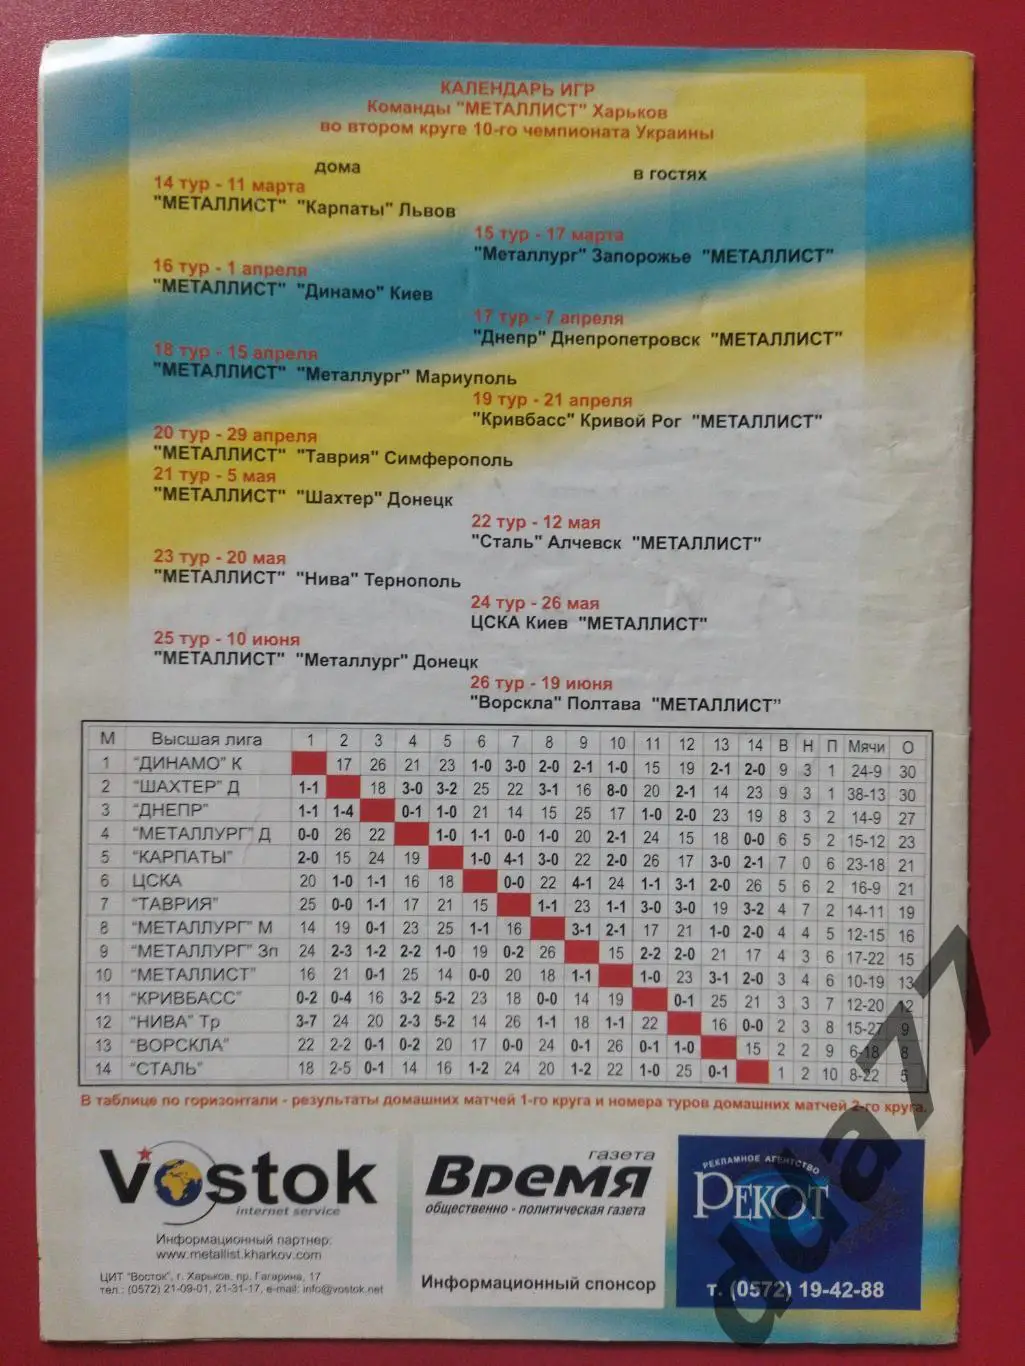 КАЛЕНДАРЬ ИГР
Команды "МЕТАЛЛИСТ" Харьков
во втором круге 10-го чемпионата Украины
дома
в гостях
14 тур - 11 марта
"МЕТАЛЛИСТ" "Карпаты" Львов
15 тур - 17 марта
"Металлург" Запорожье "МЕТАЛЛИСТ"
16 тур - 1 апреля
"МЕТАЛЛИСТ" "Динамо" Киев
17 тур - 7 апреля
"Днепр" Днепропетровск "МЕТАЛЛИСТ"
18 тур - 15 апреля
"МЕТАЛЛИСТ" "Металлург" Мариуполь
19 тур - 21 апреля
"Кривбасс" Кривой Рог "МЕТАЛЛИСТ"
20 тур - 29 апреля
"МЕТАЛЛИСТ" "Таврия" Симферополь
21 тур - 5 мая
"МЕТАЛЛИСТ" "Шахтер" Донецк
22 тур - 12 мая
"Сталь" Алчевск "МЕТАЛЛИСТ"
23 тур - 20 мая
"МЕТАЛЛИСТ" "Нива" Тернополь
24 тур - 26 мая
ЦСКА Киев "МЕТАЛЛИСТ"
25 тур - 10 июня
"МЕТАЛЛИСТ" "Металлург" Донецк
26 тур - 19 июня
"Ворскла" Полтава "МЕТАЛЛИСТ"
М Высшая лига 1 2 3 4 5 6 7 8 9 10 11 12 13 14 В Н П Мячи О
1 "ДИНАМО" К 17 26 21 23 1-0 3-0 2-0 2-1 1-0 15 19 2-1 2-0 9 3 1 24-9 30
2 "ШАХТЕР" Д 1-1 18 3-0 3-2 25 22 3-1 16 8-0 20 2-1 14 23 9 3 1 38-13 30
3 "ДНЕПР" 1-1 1-4 0-1 1-0 21 14 15 25 17 1-0 2-0 23 19 8 3 2 14-9 27
4 "МЕТАЛЛУРГ" Д 0-0 26 22 1-0 1-1 0-0 1-0 20 2-1 24 15 18 0-0 6 5 2 15-12 23
5 "КАРПАТЫ" 2-0 15 24 19 1-0 4-1 3-0 22 2-0 26 17 3-0 2-1 7 0 6 23-18 21
6 ЦСКА 20 1-0 1-1 16 18 0-0 22 4-1 24 1-1 3-1 2-0 26 5 6 2 16-9 21
7 "ТАВРИЯ" 25 0-0 1-1 17 21 15 1-1 23 1-1 3-0 3-0 19 3-2 4 7 2 14-11 19
8 "МЕТАЛЛУРГ" М 14 19 0-1 23 25 1-1 16 3-1 2-1 17 21 1-0 2-0 4 4 5 12-15 16
9 "МЕТАЛЛУРГ" Зп 24 2-3 1-2 2-2 1-0 19 0-2 26 15 2-2 2-0 21 17 4 3 6 17-22 15
10 "МЕТАЛЛИСТ" 16 21 0-1 25 14 0-0 20 18 1-1 1-0 23 3-1 2-0 3 4 6 10-19 13
11 "КРИВБАСС" 0-2 0-4 16 3-2 5-2 23 18 0-0 14 19 0-1 25 21 3 3 7 12-20 12
12 "НИВА" Тр 3-7 24 20 2-3 5-2 14 26 1-1 18 1-1 22 16 0-0 2 3 8 15-27 9
13 "ВОРСКЛА" 22 2-2 0-1 0-2 20 17 0-0 24 0-1 26 0-1 1-0 15 2 2 9 6-18 8
14 "СТАЛЬ" 18 2-5 0-1 14 16 1-2 24 20 1-2 22 1-0 25 0-1 1 2 10 8-22 5
В таблице по горизонтали - результаты домашних матчей 1-го круга и номера туров домашних матчей 2-го круга.
Vostok
internet service
Информационный партнер:
www.metallist.kharkov.com
ЦИТ "Восток", г. Харьков, пр. Гагарина, 17
тел.: (0572) 21-09-01, 21-31-17, e-mail: info@vostok.net
газета
Время
общественно - политическая газета
Информационный спонсор
РЕКЛАМНОЕ АГЕНТСТВО
РЕКОТ
т. (0572) 19-42-88
dda77